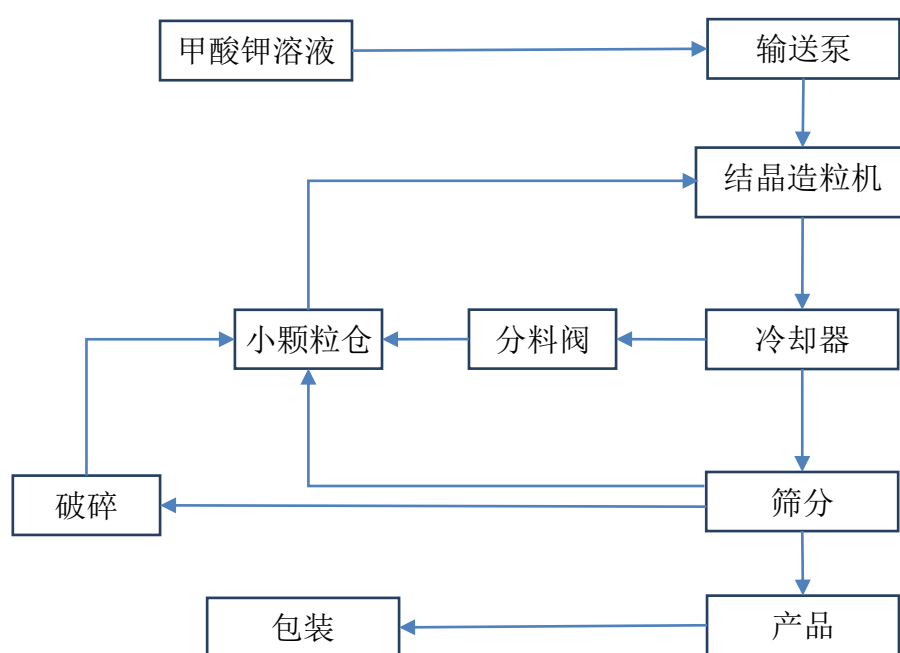 甲酸钾溶液
输送泵
结晶造粒机
小颗粒仓
分料阀
冷却器
破碎
筛分
包装
产品